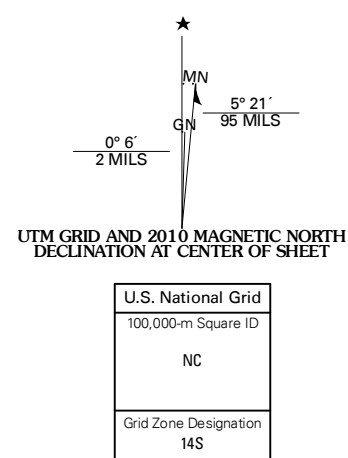 ★
MN
5° 21´
95 MILS
GN
0° 6´
2 MILS
UTM GRID AND 2010 MAGNETIC NORTH
DECLINATION AT CENTER OF SHEET
U.S. National Grid
100,000-m Square ID
NC
Grid Zone Designation
14S